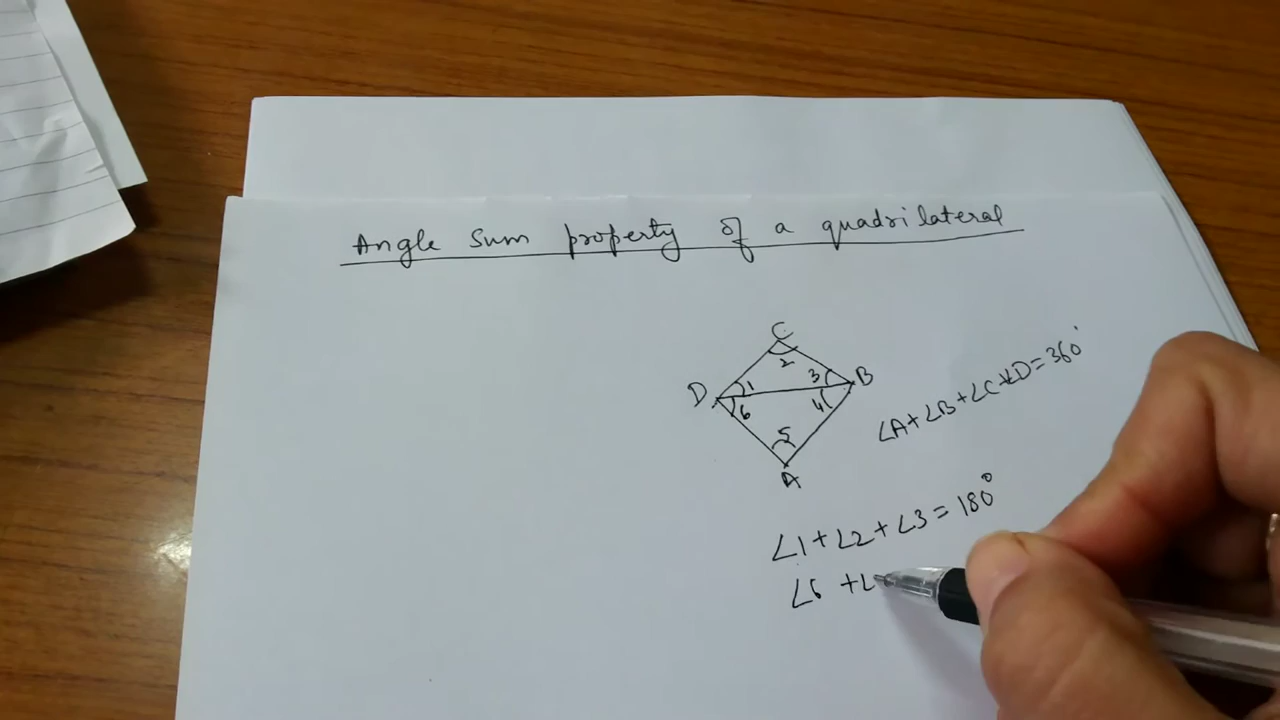 Angle sum property of a quadrilateral
C
2
D 1 3 B
6 4
5
A
∠A+∠B+∠C+∠D=360°
∠1+∠2+∠3=180°
∠6+∠